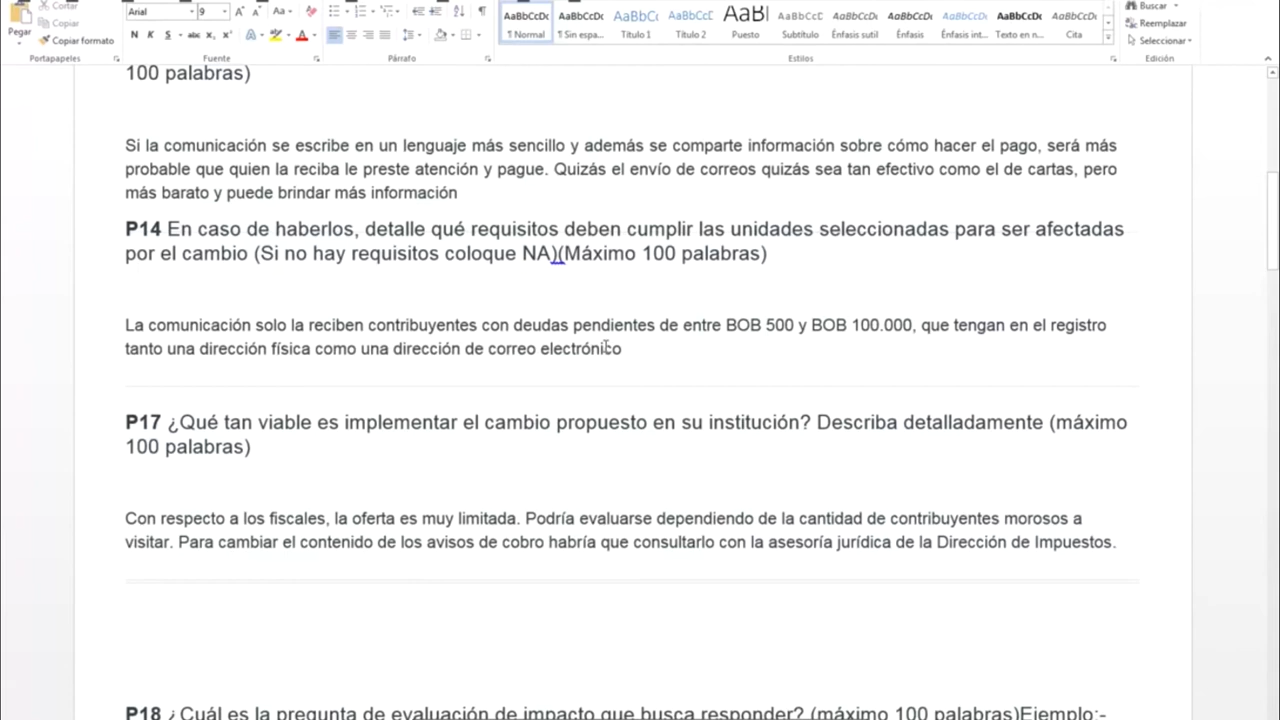 Cortar
Copiar
Pegar
Copiar formato
Portapapeles
Arial
9
N K S abc x₂ x²
Fuente
Párrafo
AaBbCcDc AaBbCcDc AaBbCc AaBbCcC AaB AaBbCcC AaBbCcDc AaBbCcDc AaBbCcDc AaBbCcDc AaBbCcDc
¶ Normal ¶ Sin espa... Título 1 Título 2 Puesto Subtítulo Énfasis sutil Énfasis Énfasis int... Texto en n... Cita
Estilos
Buscar
Reemplazar
Seleccionar
Edición
100 palabras)
Si la comunicación se escribe en un lenguaje más sencillo y además se comparte información sobre cómo hacer el pago, será más
probable que quien la reciba le preste atención y pague. Quizás el envío de correos quizás sea tan efectivo como el de cartas, pero
más barato y puede brindar más información
P14 En caso de haberlos, detalle qué requisitos deben cumplir las unidades seleccionadas para ser afectadas
por el cambio (Si no hay requisitos coloque NA)(Máximo 100 palabras)
La comunicación solo la reciben contribuyentes con deudas pendientes de entre BOB 500 y BOB 100.000, que tengan en el registro
tanto una dirección física como una dirección de correo electrónico
P17 ¿Qué tan viable es implementar el cambio propuesto en su institución? Describa detalladamente (máximo
100 palabras)
Con respecto a los fiscales, la oferta es muy limitada. Podría evaluarse dependiendo de la cantidad de contribuyentes morosos a
visitar. Para cambiar el contenido de los avisos de cobro habría que consultarlo con la asesoría jurídica de la Dirección de Impuestos.
P18 ¿Cuál es la pregunta de evaluación de impacto que busca responder? (máximo 100 palabras)Ejemplo:-